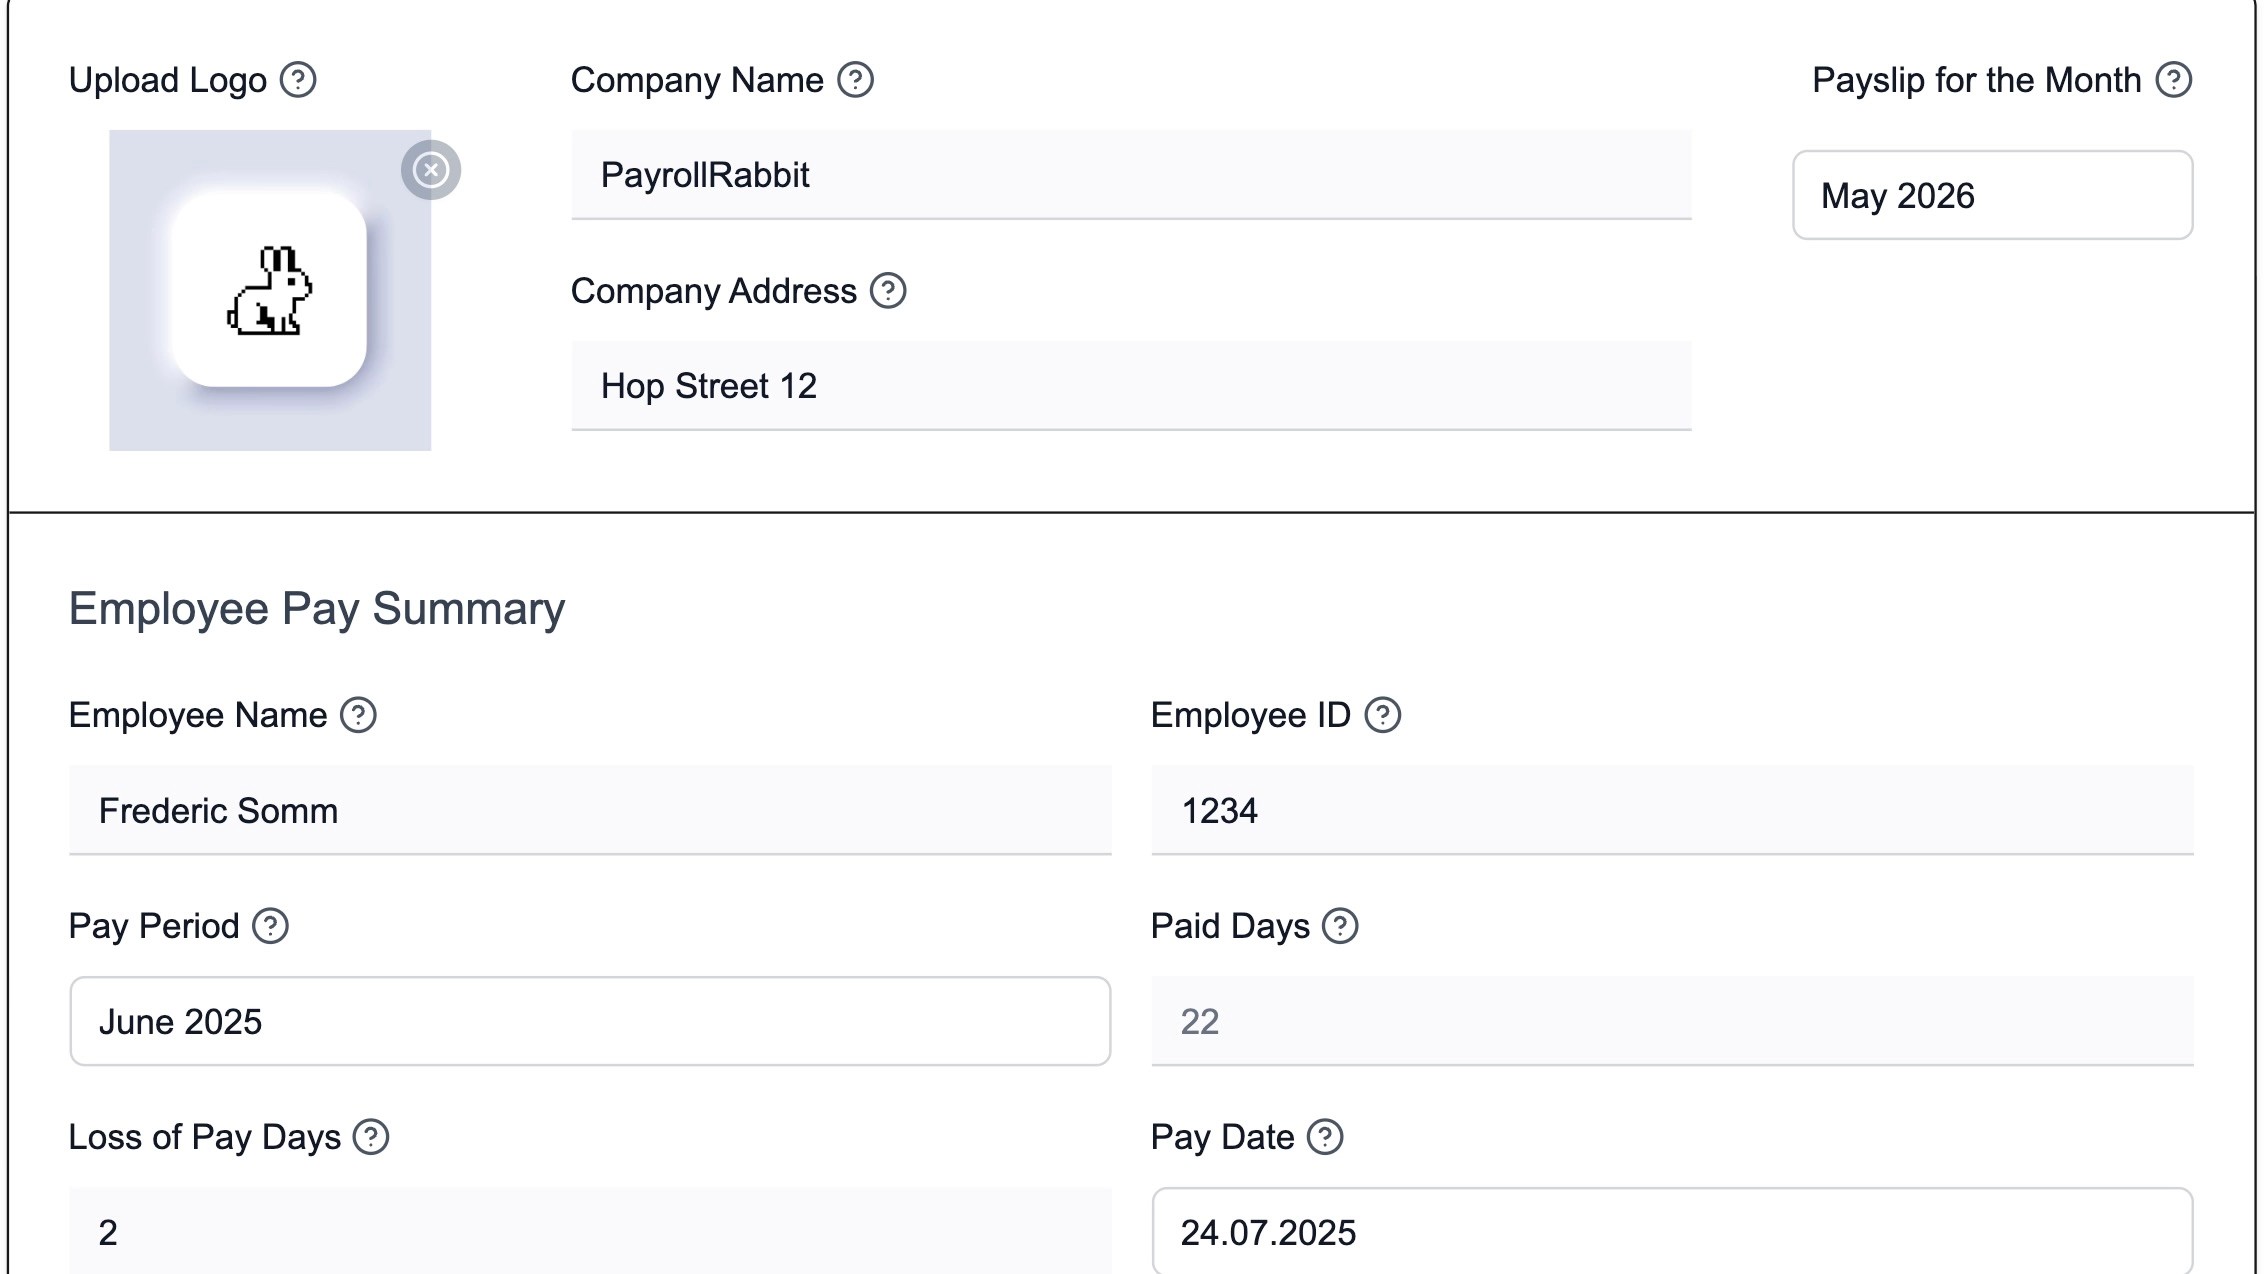 Upload Logo
Company Name
Payslip for the Month
PayrollRabbit
May 2026
Company Address
Hop Street 12
Employee Pay Summary
Employee Name
Employee ID
Frederic Somm
1234
Pay Period
Paid Days
June 2025
22
Loss of Pay Days
Pay Date
2
24.07.2025